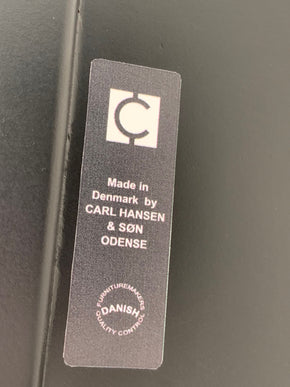 C
Made in
Denmark by
CARL HANSEN
& SØN
ODENSE
FURNITUREMAKERS
DANISH
QUALITY CONTROL